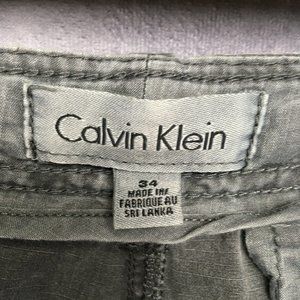 Calvin Klein
34
MADE IN/
FABRIQUE AU
SRI LANKA